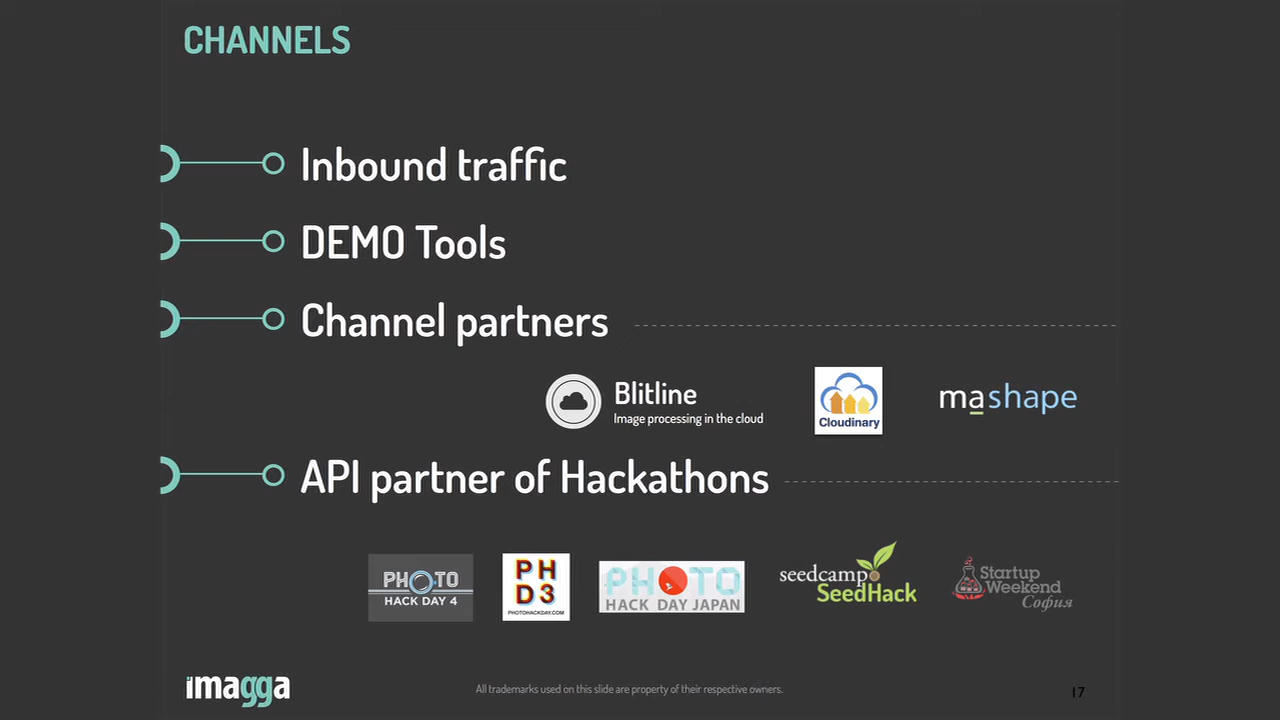 CHANNELS
Inbound traffic
DEMO Tools
Channel partners
Blitline
Image processing in the cloud
Cloudinary
mashape
API partner of Hackathons
PHOTO
HACK DAY 4
PH
D3
PHOTOHACKDAY.COM
PHOTO
HACK DAY JAPAN
seedcamp
SeedHack
Startup
Weekend
София
imagga
All trademarks used on this slide are property of their respective owners.
17